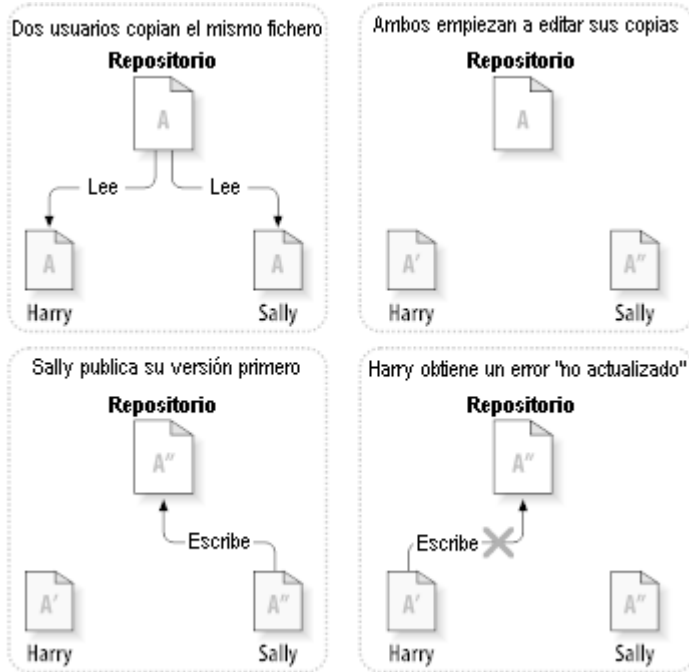 Dos usuarios copian el mismo fichero
Repositorio
A
Lee
Lee
A
A
Harry
Sally
Ambos empiezan a editar sus copias
Repositorio
A
A'
A"
Harry
Sally
Sally publica su versión primero
Repositorio
A"
Escribe
A'
A"
Harry
Sally
Harry obtiene un error "no actualizado"
Repositorio
A"
Escribe
A'
A"
Harry
Sally